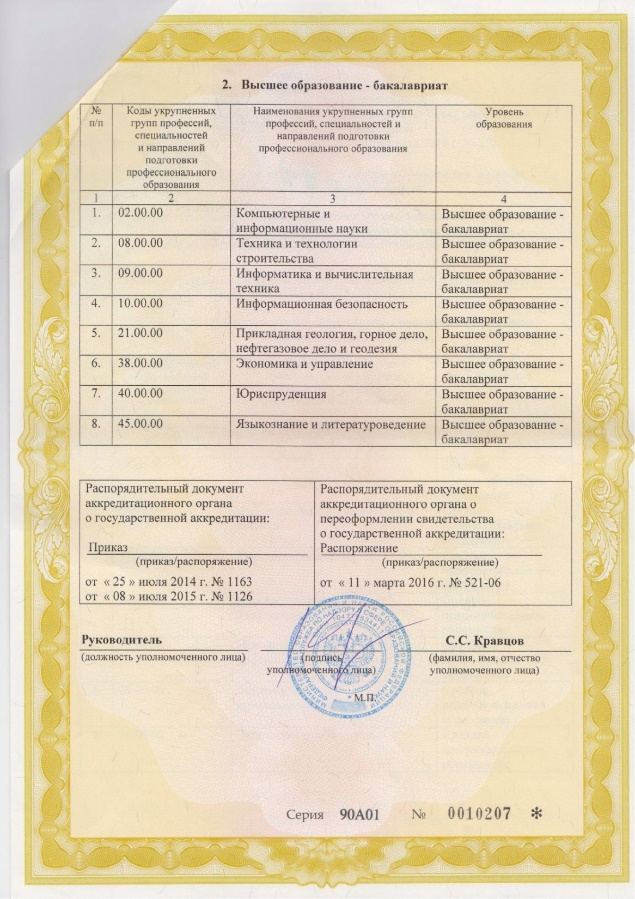 2. Высшее образование - бакалавриат
№ п/п
Коды укрупненных групп профессий, специальностей и направлений подготовки профессионального образования
Наименования укрупненных групп профессий, специальностей и направлений подготовки профессионального образования
Уровень образования
1 2 3 4
1. 02.00.00 Компьютерные и информационные науки Высшее образование - бакалавриат
2. 08.00.00 Техника и технологии строительства Высшее образование - бакалавриат
3. 09.00.00 Информатика и вычислительная техника Высшее образование - бакалавриат
4. 10.00.00 Информационная безопасность Высшее образование - бакалавриат
5. 21.00.00 Прикладная геология, горное дело, нефтегазовое дело и геодезия Высшее образование - бакалавриат
6. 38.00.00 Экономика и управление Высшее образование - бакалавриат
7. 40.00.00 Юриспруденция Высшее образование - бакалавриат
8. 45.00.00 Языкознание и литературоведение Высшее образование - бакалавриат
Распорядительный документ
аккредитационного органа
о государственной аккредитации:
Приказ
(приказ/распоряжение)
от « 25 » июля 2014 г. № 1163
от « 08 » июля 2015 г. № 1126
Распорядительный документ
аккредитационного органа о
переоформлении свидетельства
о государственной аккредитации:
Распоряжение
(приказ/распоряжение)
от « 11 » марта 2016 г. № 521-06
Руководитель
(должность уполномоченного лица)
(подпись
уполномоченного лица)
М.П.
С.С. Кравцов
(фамилия, имя, отчество
уполномоченного лица)
Серия 90А01 № 0010207 *